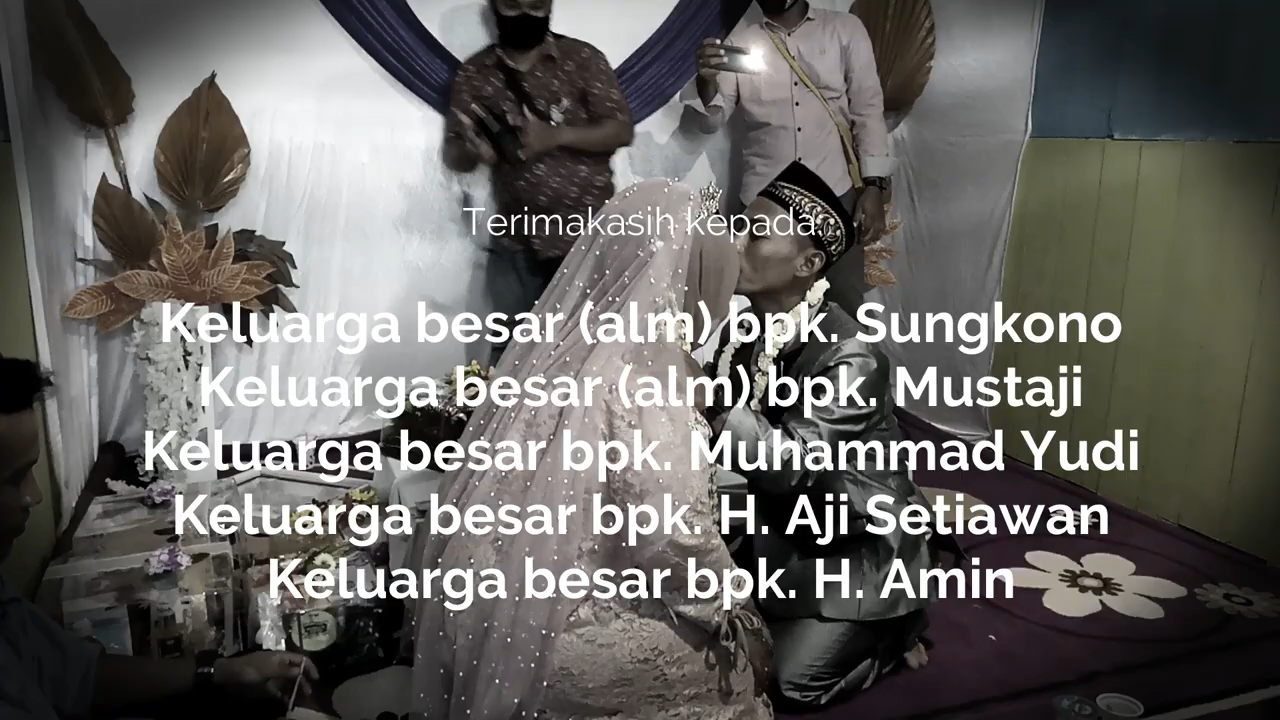 Terimakasih kepada:
Keluarga besar (alm) bpk. Sungkono
Keluarga besar (alm) bpk. Mustaji
Keluarga besar bpk. Muhammad Yudi
Keluarga besar bpk. H. Aji Setiawan
Keluarga besar bpk. H. Amin